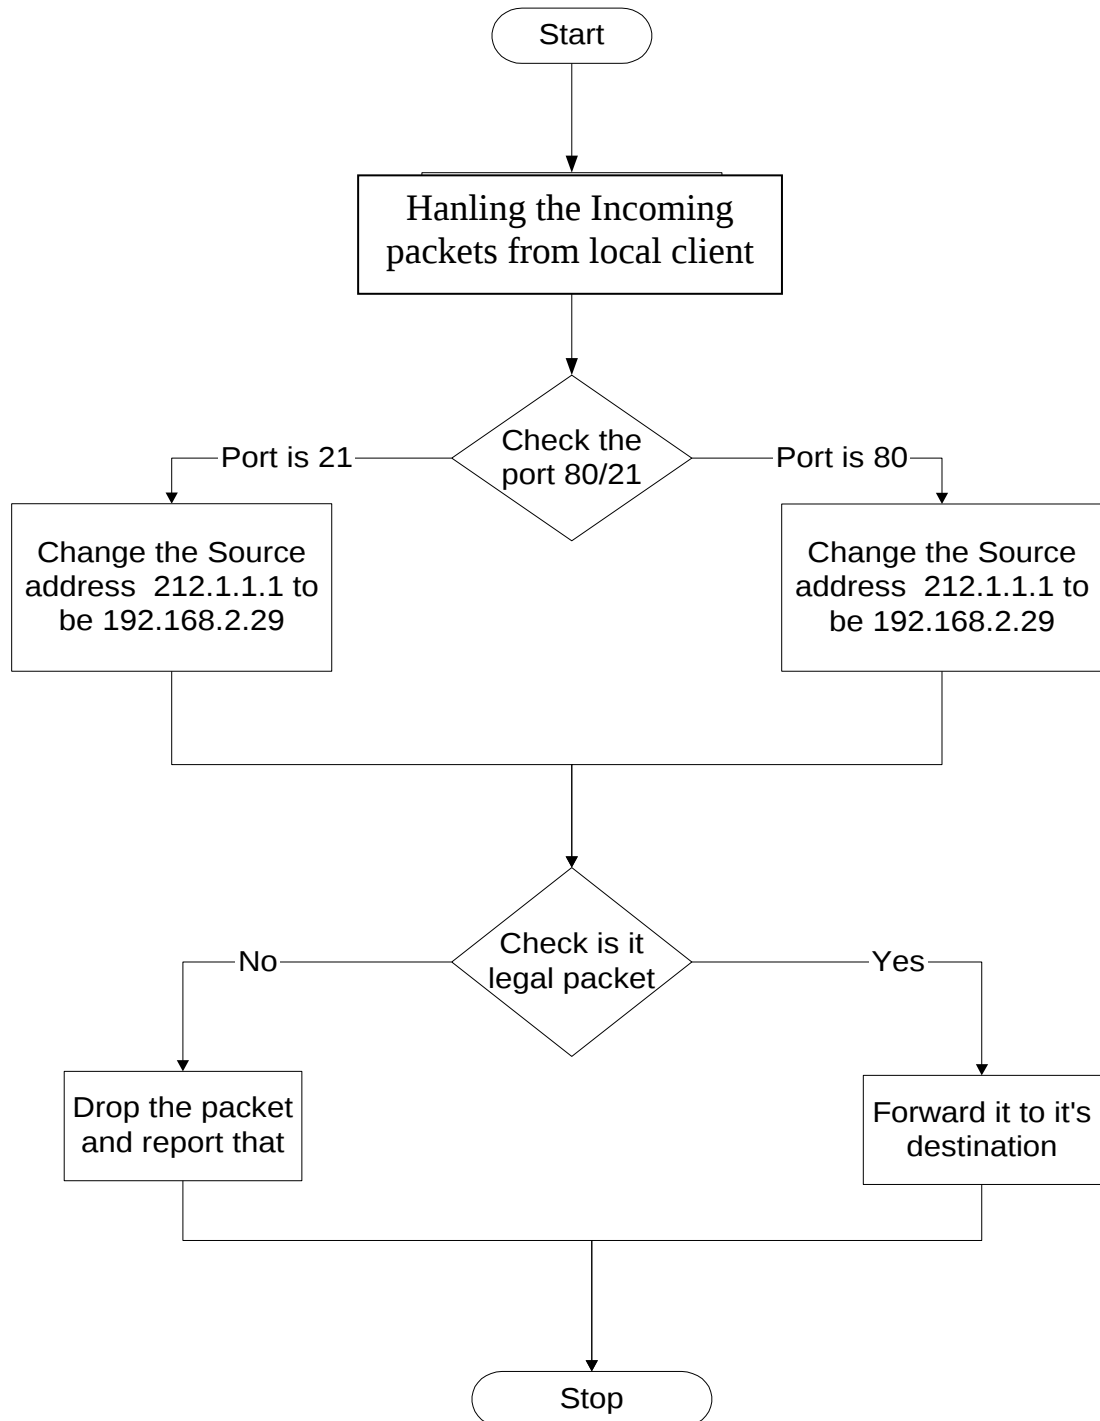 Start
Hanling the Incoming
packets from local client
Check the
port 80/21
Port is 21
Port is 80
Change the Source
address  212.1.1.1 to
be 192.168.2.29
Change the Source
address  212.1.1.1 to
be 192.168.2.29
Check is it
legal packet
No
Yes
Drop the packet
and report that
Forward it to it's
destination
Stop